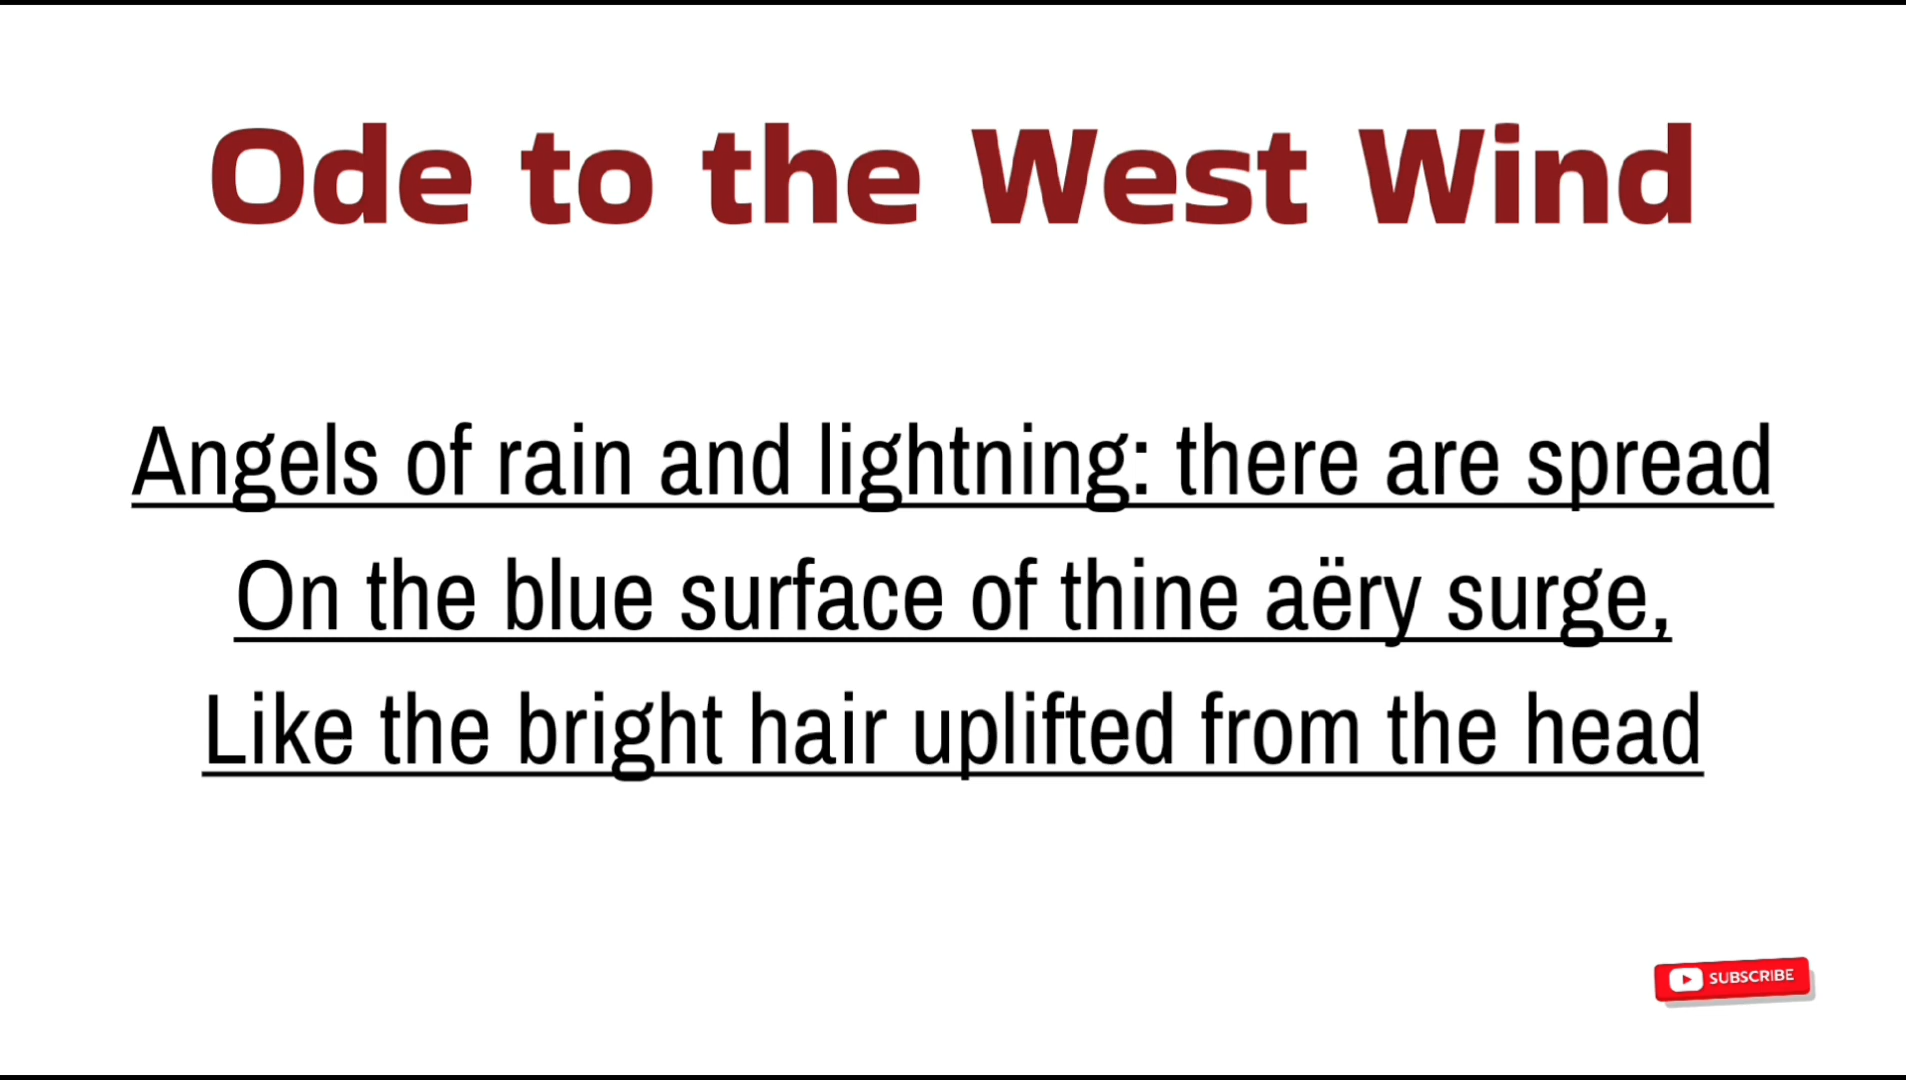 Ode to the West Wind
Angels of rain and lightning: there are spread
On the blue surface of thine aëry surge,
Like the bright hair uplifted from the head
SUBSCRIBE